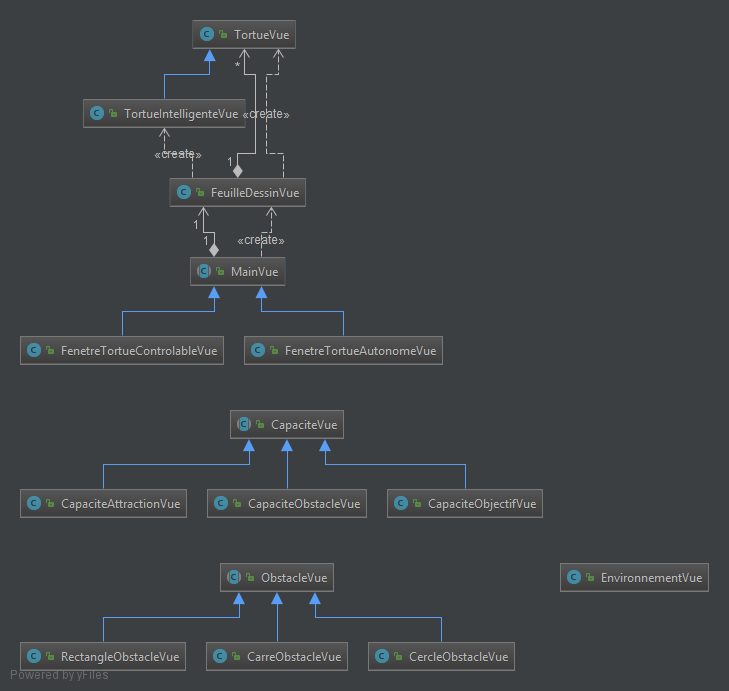 TortueVue
*
TortueIntelligenteVue
«create»
«create»
1
FeuilleDessinVue
1
1
«create»
MainVue
FenetreTortueControlableVue
FenetreTortueAutonomeVue
CapaciteVue
CapaciteAttractionVue
CapaciteObstacleVue
CapaciteObjectifVue
ObstacleVue
EnvironnementVue
RectangleObstacleVue
CarreObstacleVue
CercleObstacleVue
Powered by yFiles